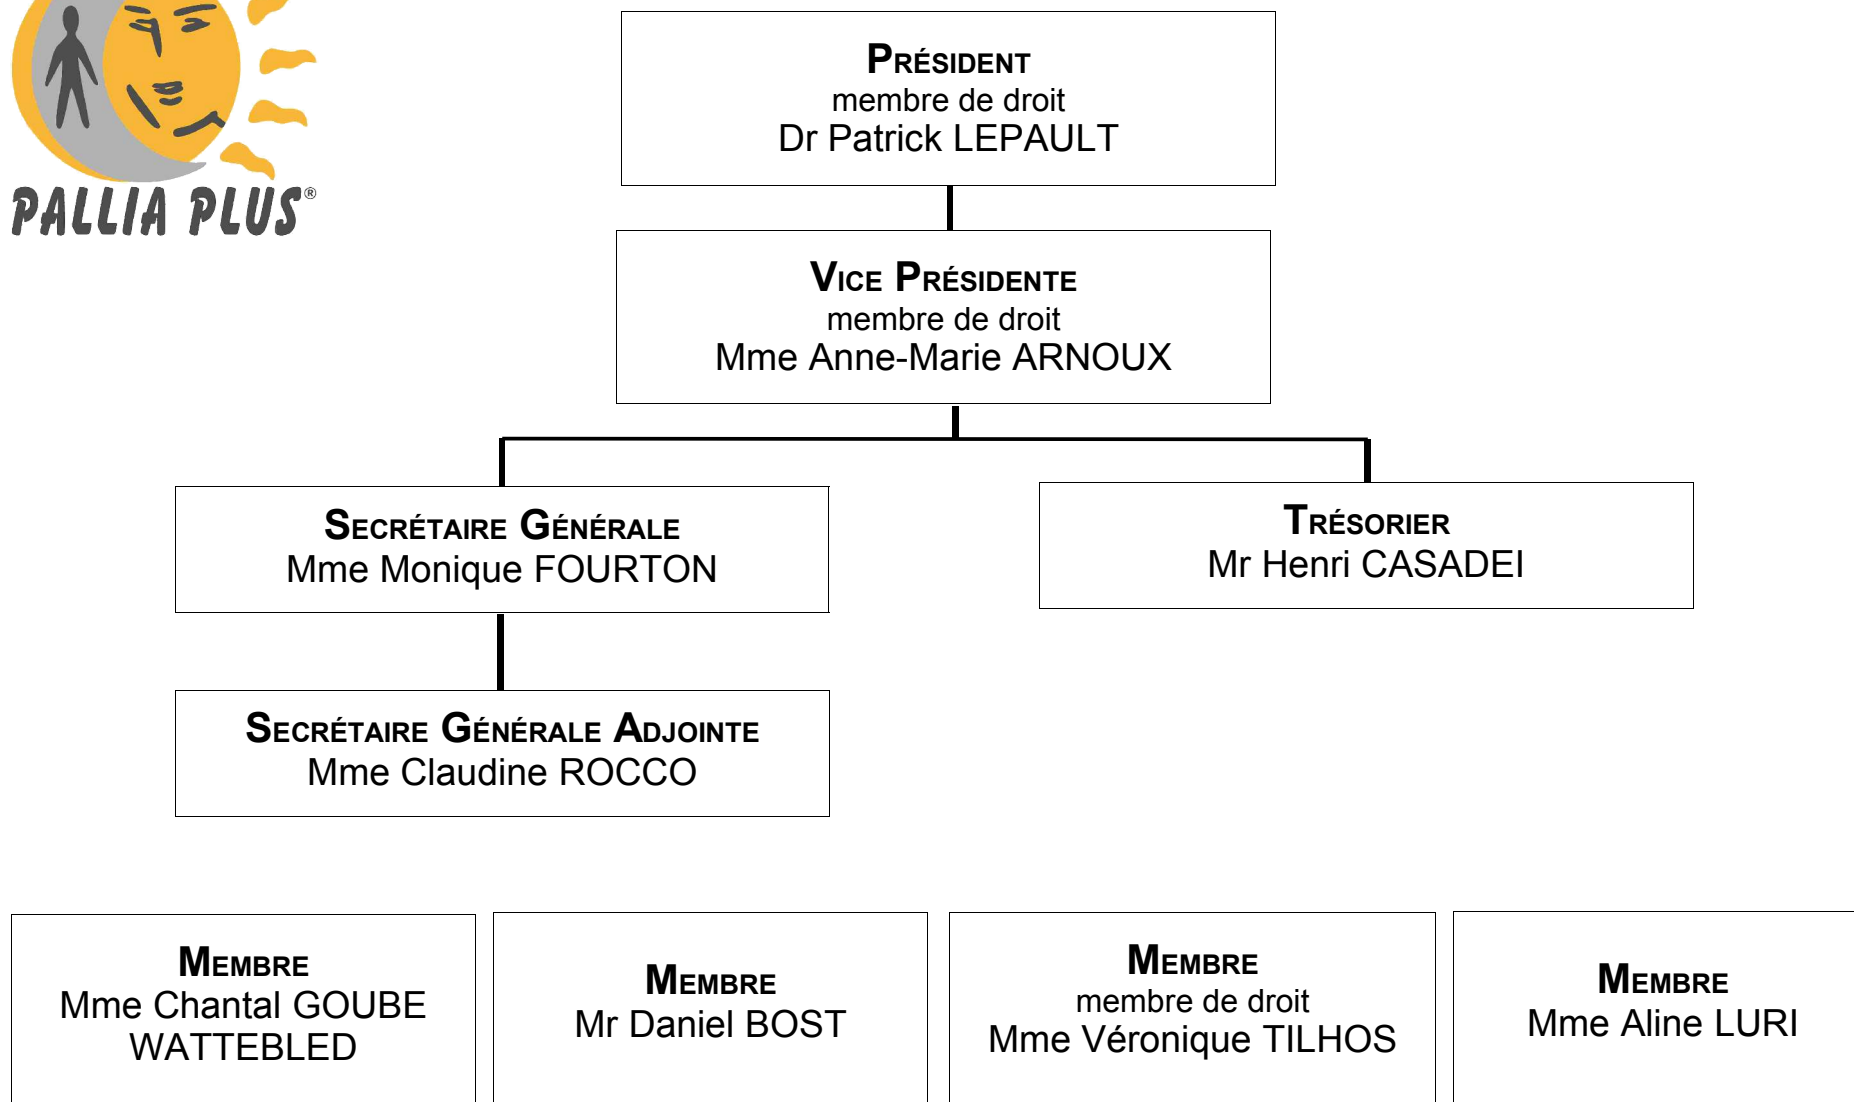 PALLIA PLUS®
PRÉSIDENT
membre de droit
Dr Patrick LEPAULT
VICE PRÉSIDENTE
membre de droit
Mme Anne-Marie ARNOUX
SECRÉTAIRE GÉNÉRALE
Mme Monique FOURTON
TRÉSORIER
Mr Henri CASADEI
SECRÉTAIRE GÉNÉRALE ADJOINTE
Mme Claudine ROCCO
MEMBRE
Mme Chantal GOUBE
WATTEBLED
MEMBRE
Mr Daniel BOST
MEMBRE
membre de droit
Mme Véronique TILHOS
MEMBRE
Mme Aline LURI